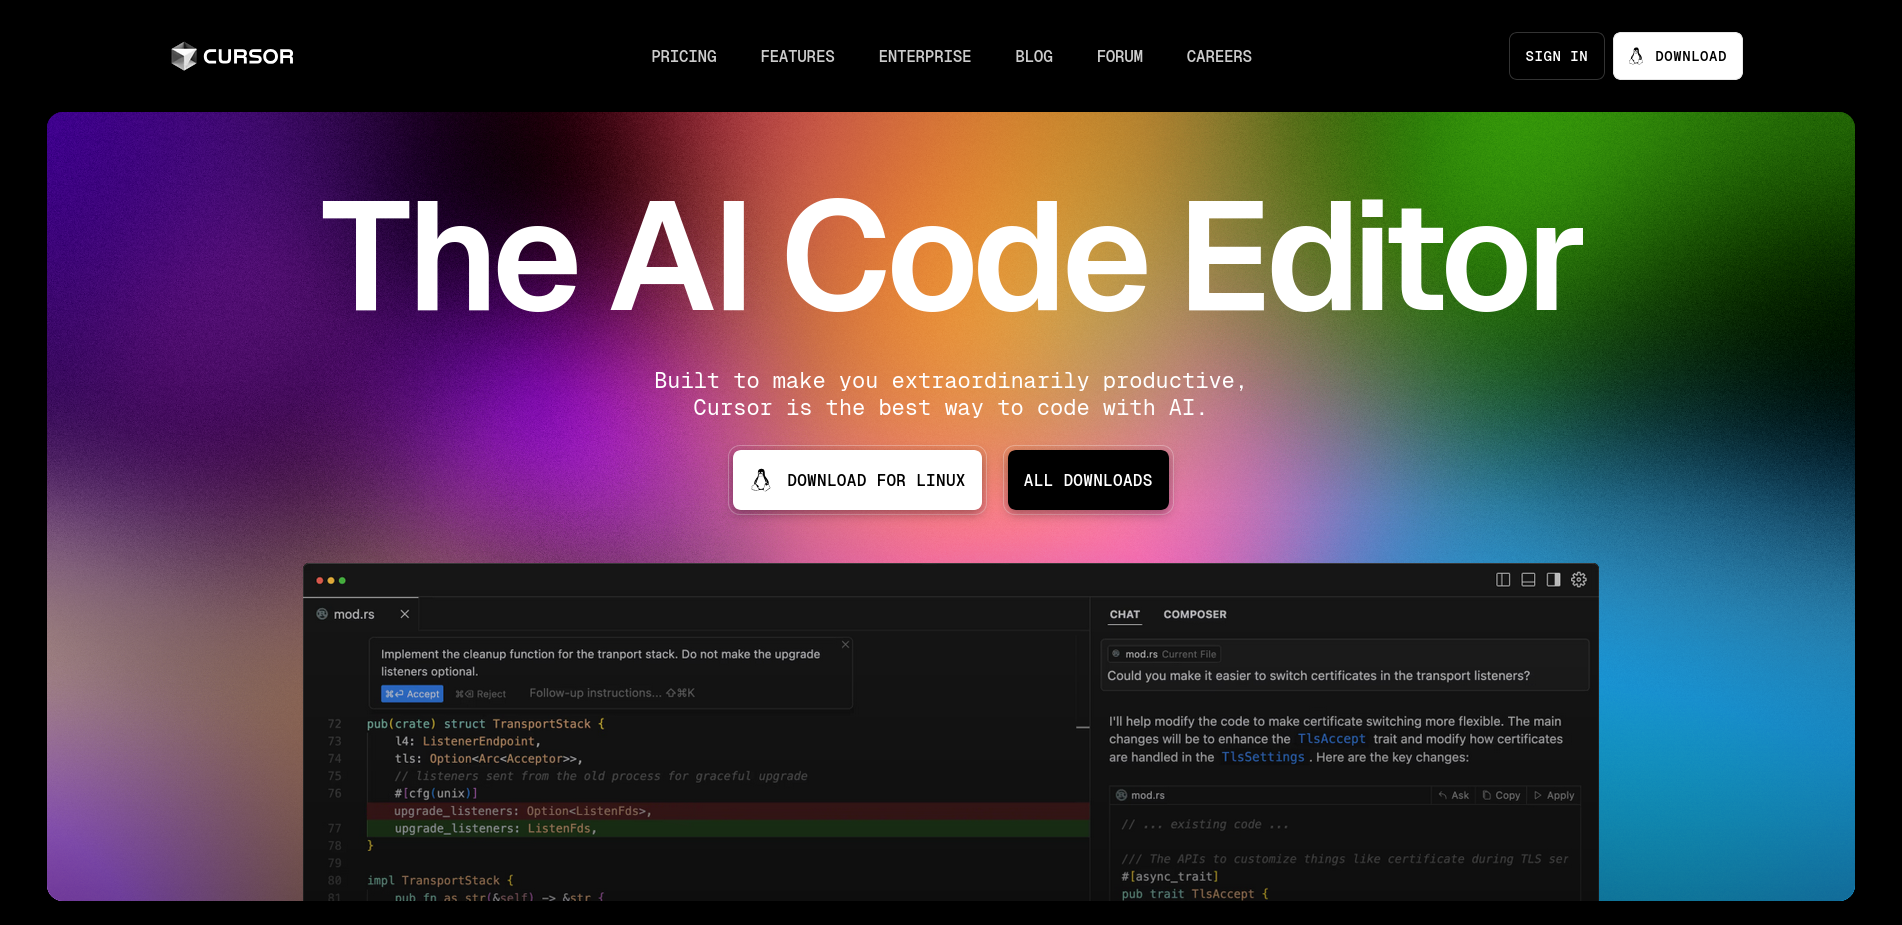 CURSOR
PRICING
FEATURES
ENTERPRISE
BLOG
FORUM
CAREERS
SIGN IN
DOWNLOAD
The AI Code Editor
Built to make you extraordinarily productive,
Cursor is the best way to code with AI.
DOWNLOAD FOR LINUX
ALL DOWNLOADS
mod.rs
Implement the cleanup function for the tranport stack. Do not make the upgrade
listeners optional.
⌘⏎ Accept
⌘⌫ Reject
Follow-up instructions... ⇧⌘K
72 pub(crate) struct TransportStack {
73 l4: ListenerEndpoint,
74 tls: Option<Arc<Acceptor>>,
75 // listeners sent from the old process for graceful upgrade
76 #[cfg(unix)]
upgrade_listeners: Option<ListenFds>,
77 upgrade_listeners: ListenFds,
78 }
79
80 impl TransportStack {
81 pub fn as_str(&self) -> &str {
CHAT
COMPOSER
mod.rs Current File
Could you make it easier to switch certificates in the transport listeners?
I'll help modify the code to make certificate switching more flexible. The main
changes will be to enhance the TlsAccept trait and modify how certificates
are handled in the TlsSettings. Here are the key changes:
mod.rs
Ask
Copy
Apply
// ... existing code ...
/// The APIs to customize things like certificate during TLS ser
#[async_trait]
pub trait TlsAccept {